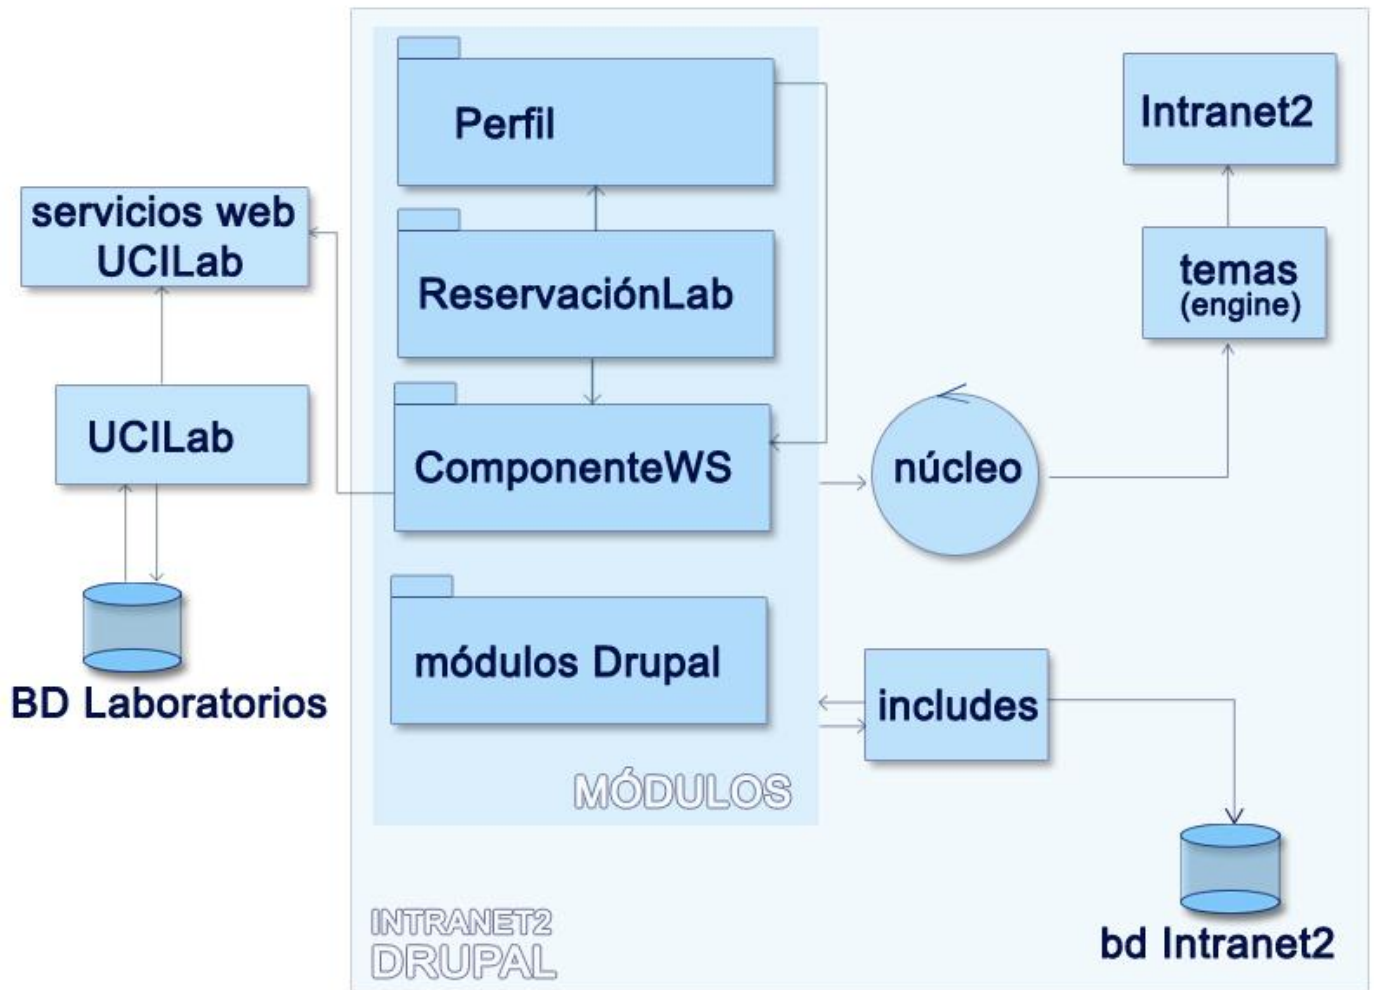 Perfil
Intranet2
servicios web
UCILab
ReservaciónLab
temas
(engine)
UCILab
ComponenteWS
núcleo
módulos Drupal
BD Laboratorios
includes
MÓDULOS
INTRANET2
DRUPAL
bd Intranet2